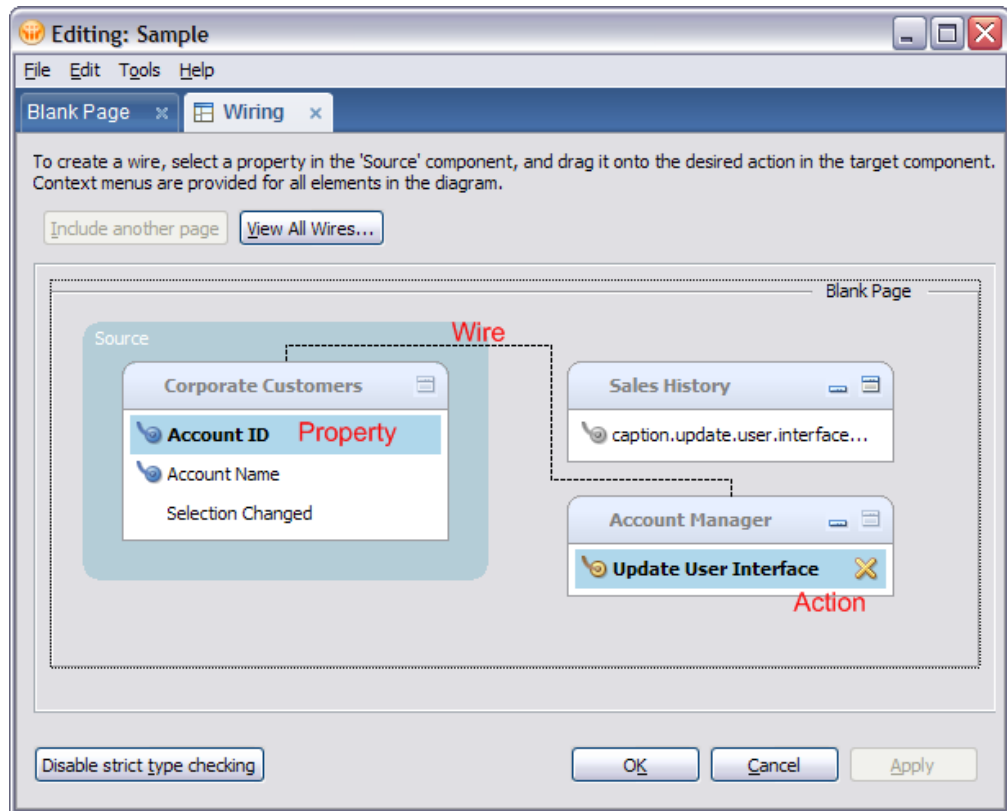 Editing: Sample
File Edit Tools Help
Blank Page Wiring
To create a wire, select a property in the 'Source' component, and drag it onto the desired action in the target component.
Context menus are provided for all elements in the diagram.
Include another page View All Wires...
Blank Page
Source
Wire
Corporate Customers
Account ID Property
Account Name
Selection Changed
Sales History
caption.update.user.interface...
Account Manager
Update User Interface
Action
Disable strict type checking OK Cancel Apply